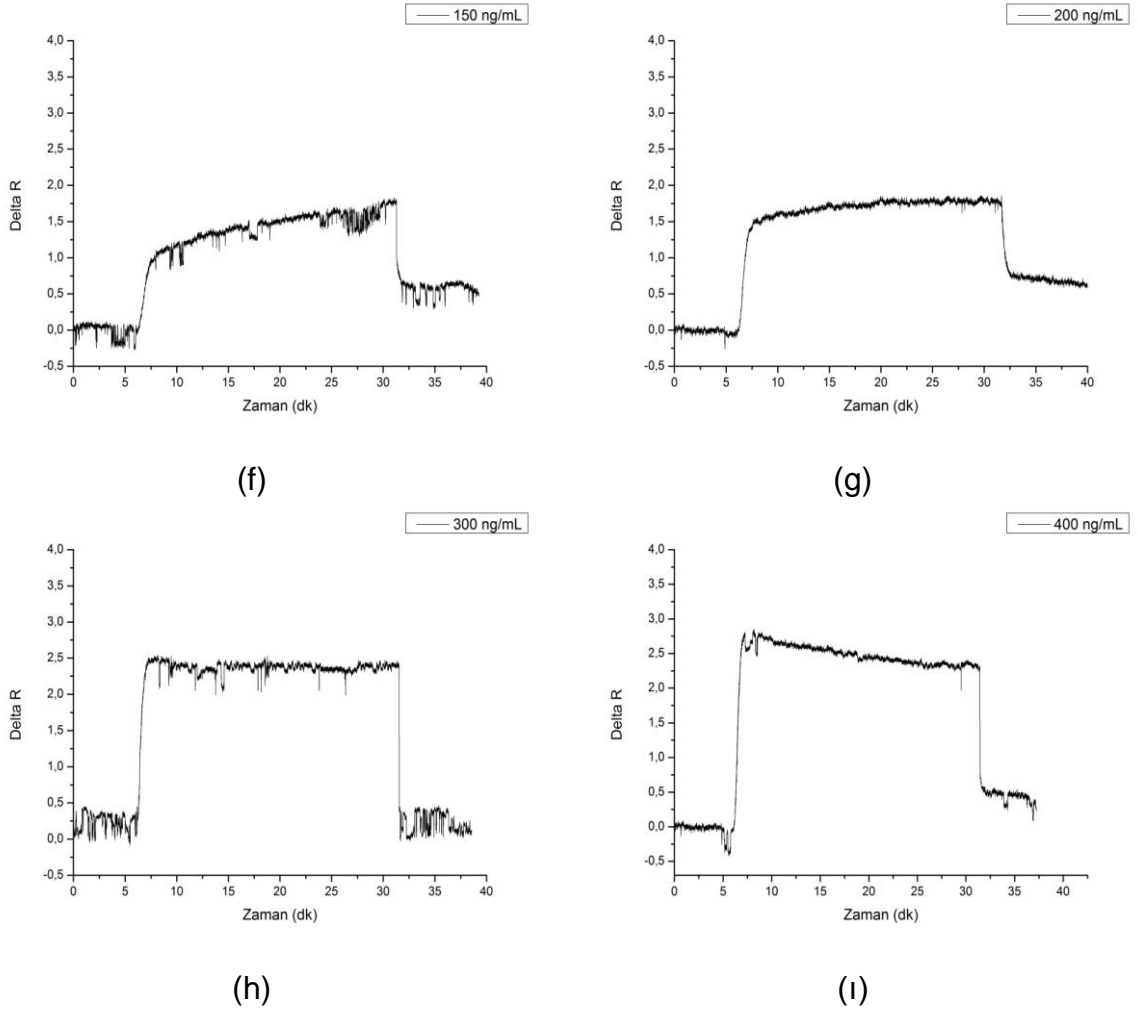 150 ng/mL
4,0
3,5
3,0
2,5
2,0
1,5
1,0
0,5
0,0
-0,5
Delta R
0 5 10 15 20 25 30 35 40
Zaman (dk)
(f)
200 ng/mL
4,0
3,5
3,0
2,5
2,0
1,5
1,0
0,5
0,0
-0,5
Delta R
0 5 10 15 20 25 30 35 40
Zaman (dk)
(g)
300 ng/mL
4,0
3,5
3,0
2,5
2,0
1,5
1,0
0,5
0,0
-0,5
Delta R
0 5 10 15 20 25 30 35 40
Zaman (dk)
(h)
400 ng/mL
4,0
3,5
3,0
2,5
2,0
1,5
1,0
0,5
0,0
-0,5
Delta R
0 5 10 15 20 25 30 35 40
Zaman (dk)
(ı)